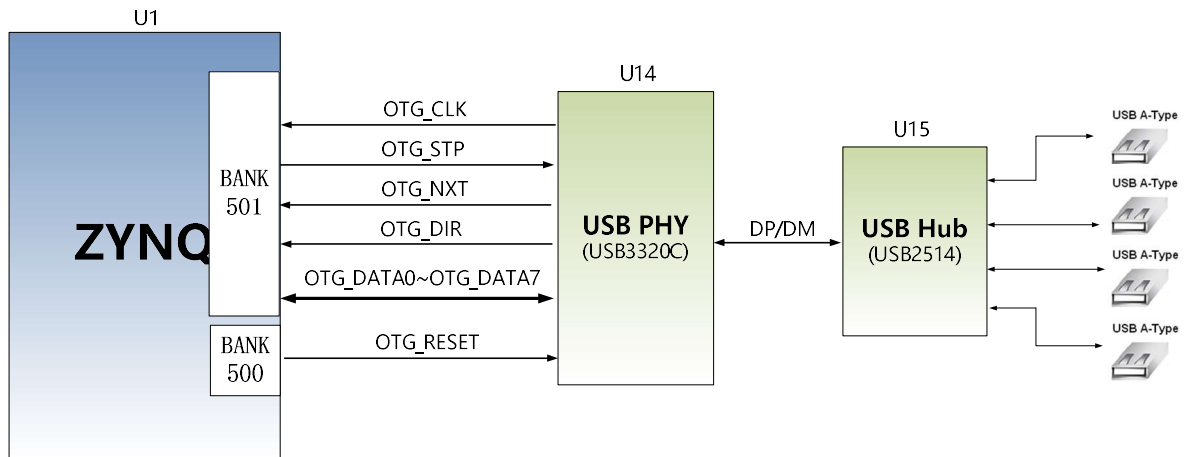 U1
ZYNQ
BANK
501
BANK
500
OTG_CLK
OTG_STP
OTG_NXT
OTG_DIR
OTG_DATA0~OTG_DATA7
OTG_RESET
U14
USB PHY
(USB3320C)
DP/DM
U15
USB Hub
(USB2514)
USB A-Type
USB A-Type
USB A-Type
USB A-Type